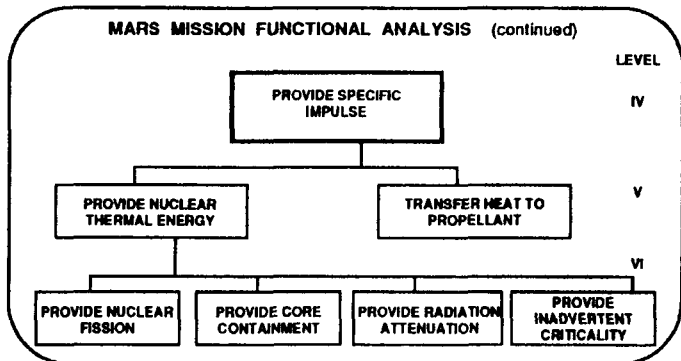 MARS MISSION FUNCTIONAL ANALYSIS (continued)
LEVEL
PROVIDE SPECIFIC
IMPULSE
IV
PROVIDE NUCLEAR
THERMAL ENERGY
TRANSFER HEAT TO
PROPELLANT
V
VI
PROVIDE NUCLEAR
FISSION
PROVIDE CORE
CONTAINMENT
PROVIDE RADIATION
ATTENUATION
PROVIDE
INADVERTENT
CRITICALITY